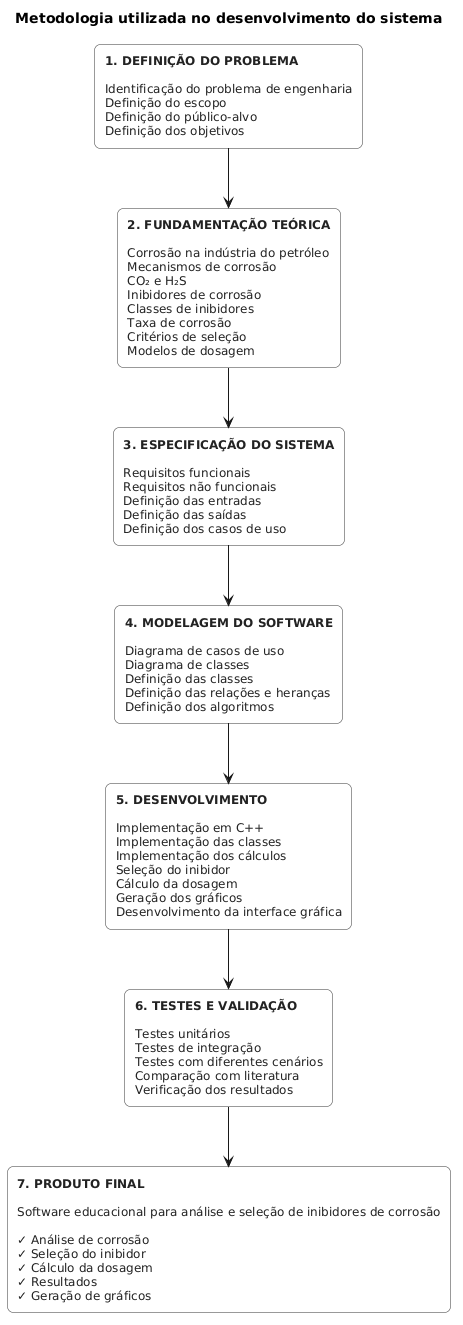 Metodologia utilizada no desenvolvimento do sistema
1. DEFINIÇÃO DO PROBLEMA
Identificação do problema de engenharia
Definição do escopo
Definição do público-alvo
Definição dos objetivos
2. FUNDAMENTAÇÃO TEÓRICA
Corrosão na indústria do petróleo
Mecanismos de corrosão
CO₂ e H₂S
Inibidores de corrosão
Classes de inibidores
Taxa de corrosão
Critérios de seleção
Modelos de dosagem
3. ESPECIFICAÇÃO DO SISTEMA
Requisitos funcionais
Requisitos não funcionais
Definição das entradas
Definição das saídas
Definição dos casos de uso
4. MODELAGEM DO SOFTWARE
Diagrama de casos de uso
Diagrama de classes
Definição das classes
Definição das relações e heranças
Definição dos algoritmos
5. DESENVOLVIMENTO
Implementação em C++
Implementação das classes
Implementação dos cálculos
Seleção do inibidor
Cálculo da dosagem
Geração dos gráficos
Desenvolvimento da interface gráfica
6. TESTES E VALIDAÇÃO
Testes unitários
Testes de integração
Testes com diferentes cenários
Comparação com literatura
Verificação dos resultados
7. PRODUTO FINAL
Software educacional para análise e seleção de inibidores de corrosão
✓ Análise de corrosão
✓ Seleção do inibidor
✓ Cálculo da dosagem
✓ Resultados
✓ Geração de gráficos